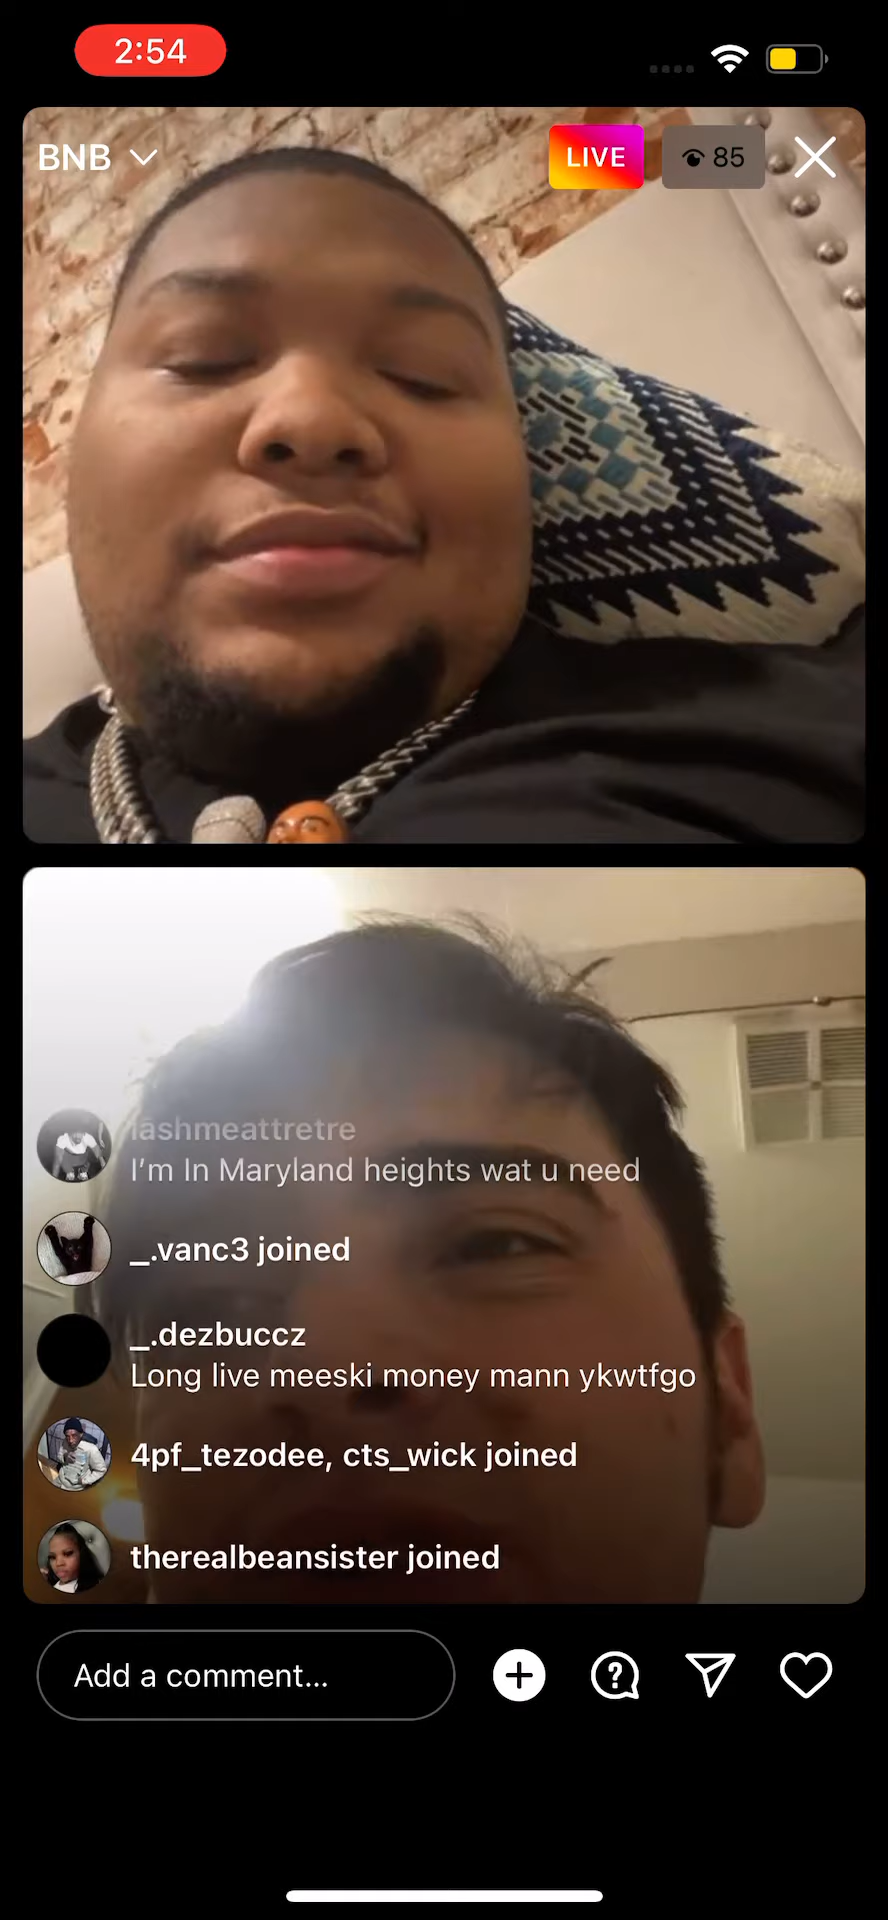 2:54
BNB
LIVE
85
lashmeattretre
I'm In Maryland heights wat u need
_.vanc3 joined
_.dezbuccz
Long live meeski money mann ykwtfgo
4pf_tezodee, cts_wick joined
therealbeansister joined
Add a comment...